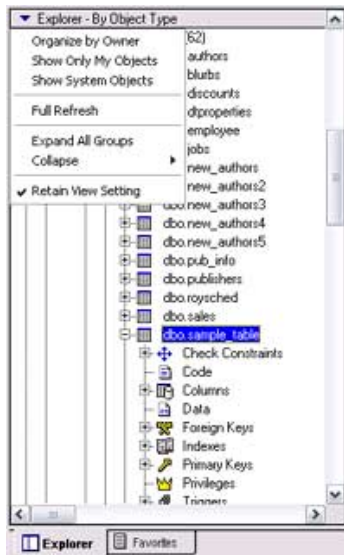 Explorer - By Object Type
Organize by Owner
(62)
Show Only My Objects
authors
Show System Objects
blurbs
discounts
Full Refresh
dtproperties
employee
Expand All Groups
jobs
Collapse
new_authors
new_authors2
Retain View Setting
dbo.new_authors3
dbo.new_authors4
dbo.new_authors5
dbo.pub_info
dbo.publishers
dbo.roysched
dbo.sales
dbo.sample_table
Check Constraints
Code
Columns
Data
Foreign Keys
Indexes
Primary Keys
Privileges
Triggers
Explorer
Favorites